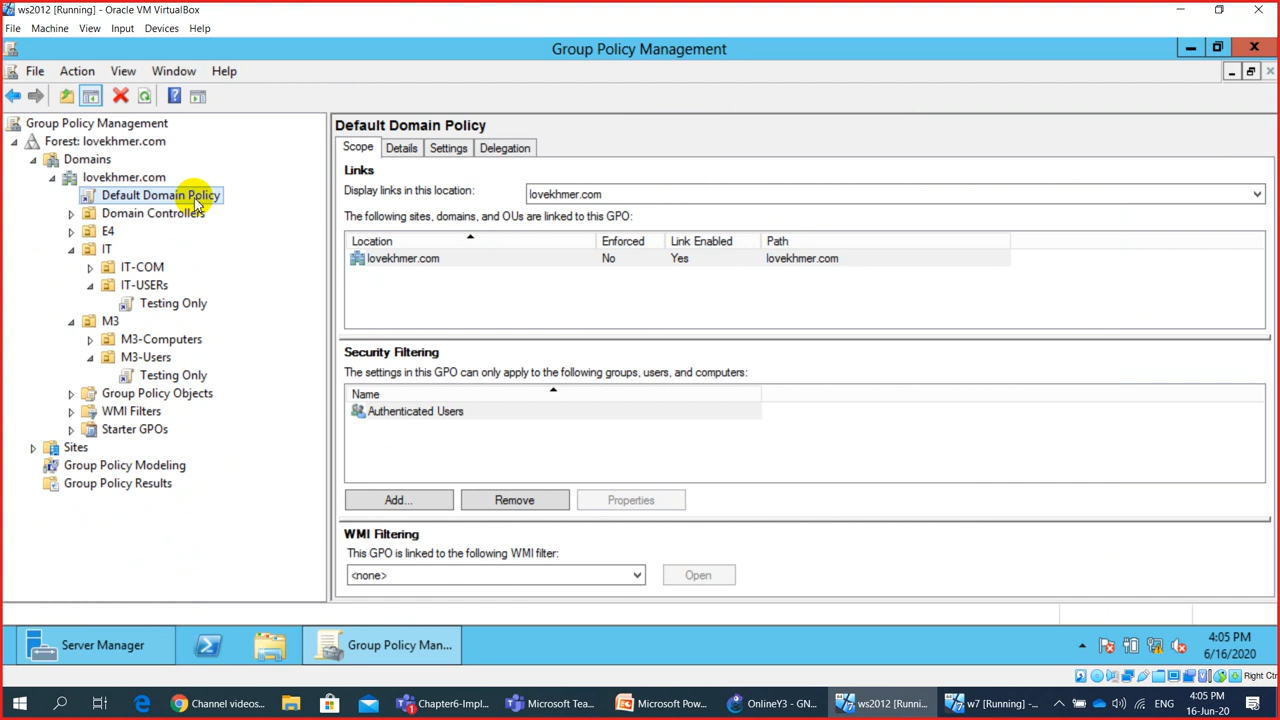 ws2012 [Running] - Oracle VM VirtualBox
File Machine View Input Devices Help
Group Policy Management
File Action View Window Help
Group Policy Management
Forest: lovekhmer.com
Domains
lovekhmer.com
Default Domain Policy
Domain Controllers
E4
IT
IT-COM
IT-USERs
Testing Only
M3
M3-Computers
M3-Users
Testing Only
Group Policy Objects
WMI Filters
Starter GPOs
Sites
Group Policy Modeling
Group Policy Results
Default Domain Policy
Scope Details Settings Delegation
Links
Display links in this location: lovekhmer.com
The following sites, domains, and OUs are linked to this GPO:
Location Enforced Link Enabled Path
lovekhmer.com No Yes lovekhmer.com
Security Filtering
The settings in this GPO can only apply to the following groups, users, and computers:
Name
Authenticated Users
Add... Remove Properties
WMI Filtering
This GPO is linked to the following WMI filter:
<none> Open
Server Manager Group Policy Man... 4:05 PM
6/16/2020
Right Ctrl
Channel videos... Chapter6-Impl... Microsoft Tea... Microsoft Pow... OnlineY3 - GN... ws2012 [Runni... w7 [Running] -... ENG 4:05 PM
16-Jun-20